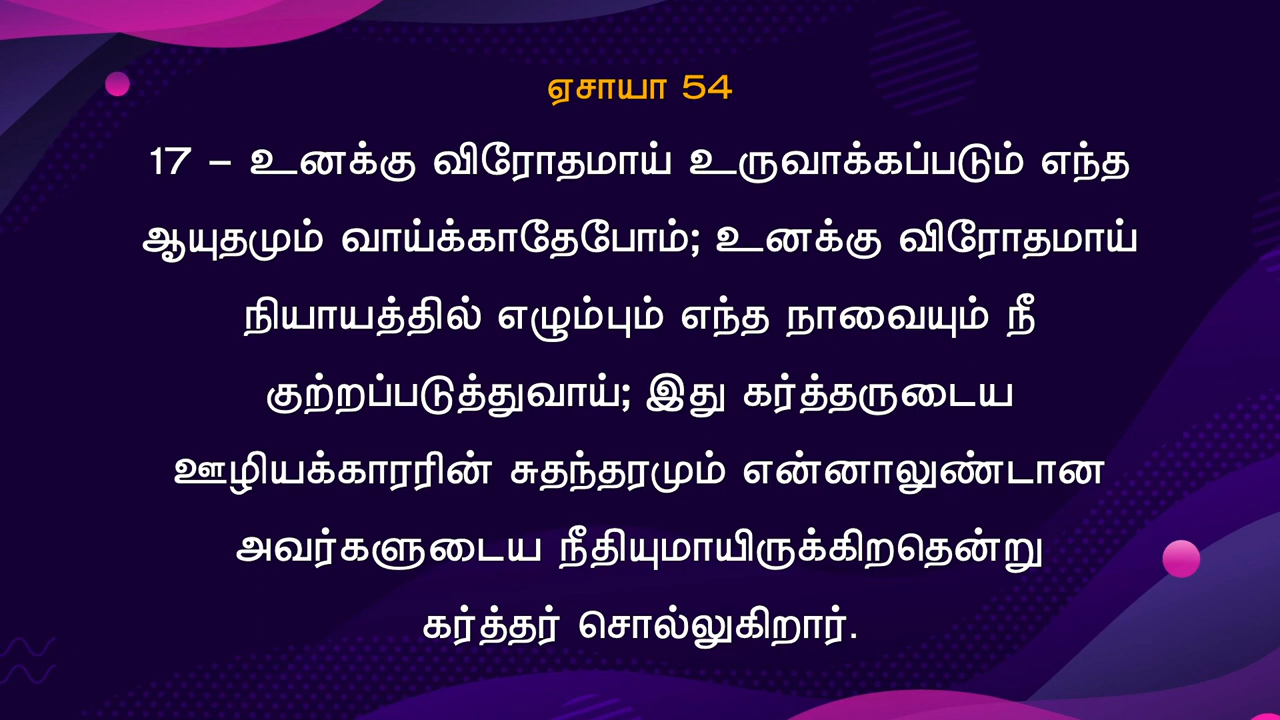 ஏசாயா 54
17 – உனக்கு விரோதமாய் உருவாக்கப்படும் எந்த
ஆயுதமும் வாய்க்காதேபோம்; உனக்கு விரோதமாய்
நியாயத்தில் எழும்பும் எந்த நாவையும் நீ
குற்றப்படுத்துவாய்; இது கர்த்தருடைய
ஊழியக்காரரின் சுதந்தரமும் என்னாலுண்டான
அவர்களுடைய நீதியுமாயிருக்கிறதென்று
கர்த்தர் சொல்லுகிறார்.